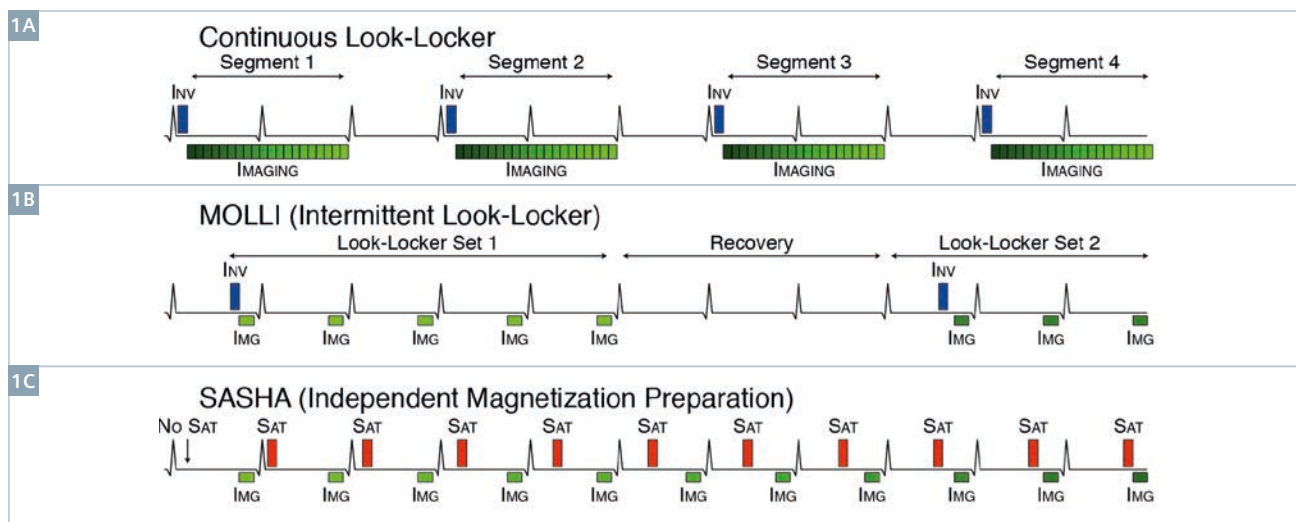 1A
Continuous Look-Locker
Segment 1 Segment 2 Segment 3 Segment 4
INV INV INV INV
IMAGING IMAGING IMAGING IMAGING
1B
MOLLI (Intermittent Look-Locker)
Look-Locker Set 1 Recovery Look-Locker Set 2
INV INV
IMG IMG IMG IMG IMG IMG IMG IMG
1C
SASHA (Independent Magnetization Preparation)
No SAT SAT SAT SAT SAT SAT SAT SAT SAT SAT SAT
IMG IMG IMG IMG IMG IMG IMG IMG IMG IMG IMG